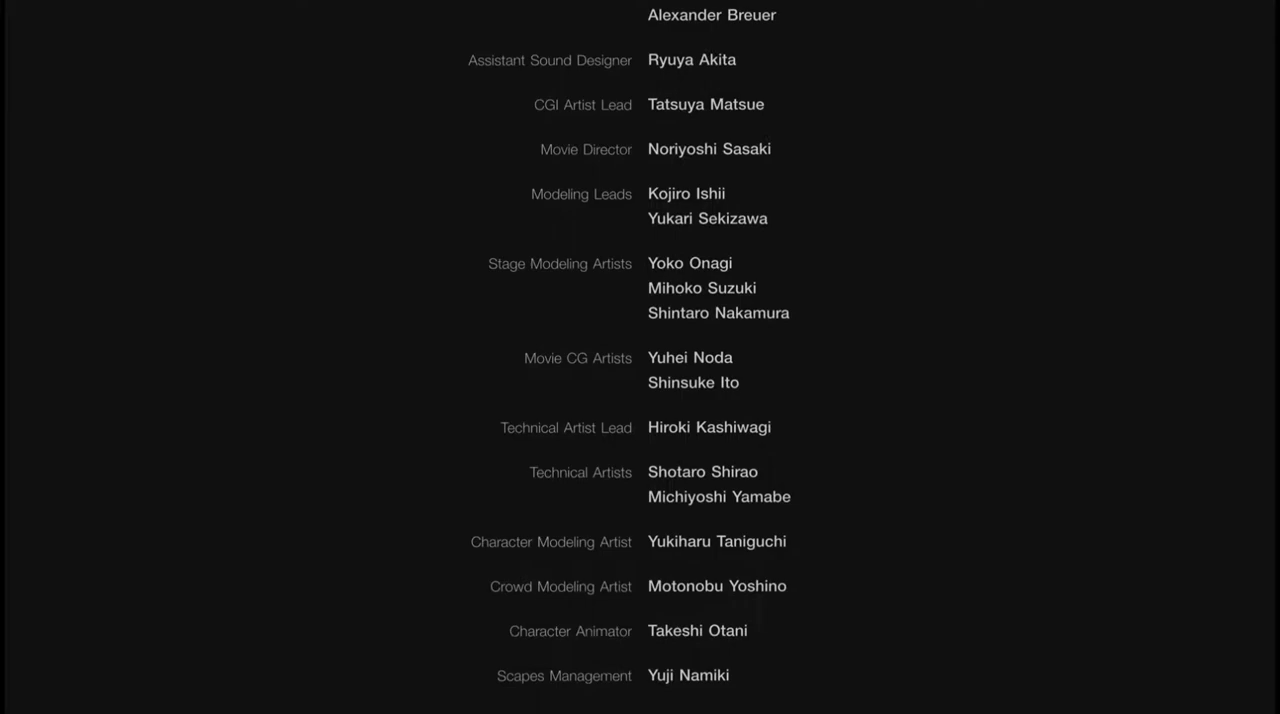 Alexander Breuer
Assistant Sound Designer Ryuya Akita
CGI Artist Lead Tatsuya Matsue
Movie Director Noriyoshi Sasaki
Modeling Leads Kojiro Ishii
Yukari Sekizawa
Stage Modeling Artists Yoko Onagi
Mihoko Suzuki
Shintaro Nakamura
Movie CG Artists Yuhei Noda
Shinsuke Ito
Technical Artist Lead Hiroki Kashiwagi
Technical Artists Shotaro Shirao
Michiyoshi Yamabe
Character Modeling Artist Yukiharu Taniguchi
Crowd Modeling Artist Motonobu Yoshino
Character Animator Takeshi Otani
Scapes Management Yuji Namiki